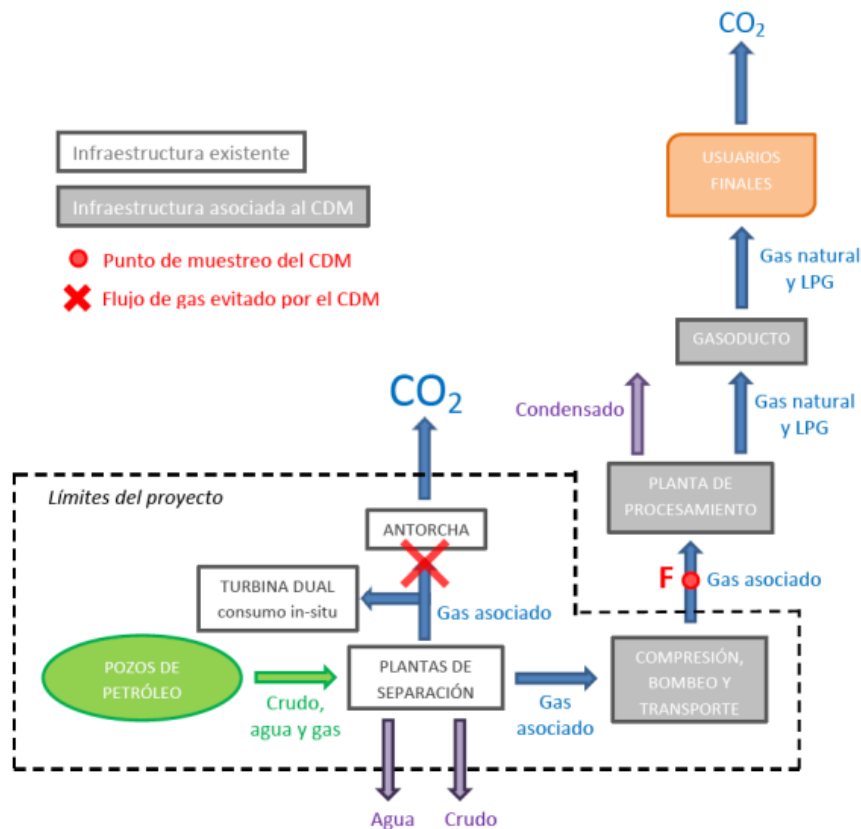 CO2
Infraestructura existente
Infraestructura asociada al CDM
Punto de muestreo del CDM
Flujo de gas evitado por el CDM
USUARIOS
FINALES
Gas natural
y LPG
GASODUCTO
CO2
Condensado
Gas natural
y LPG
Límites del proyecto
PLANTA DE
PROCESAMIENTO
ANTORCHA
F
Gas asociado
TURBINA DUAL
consumo in-situ
Gas asociado
POZOS DE
PETRÓLEO
Crudo,
agua y gas
PLANTAS DE
SEPARACIÓN
Gas
asociado
COMPRESIÓN,
BOMBEO Y
TRANSPORTE
Agua
Crudo